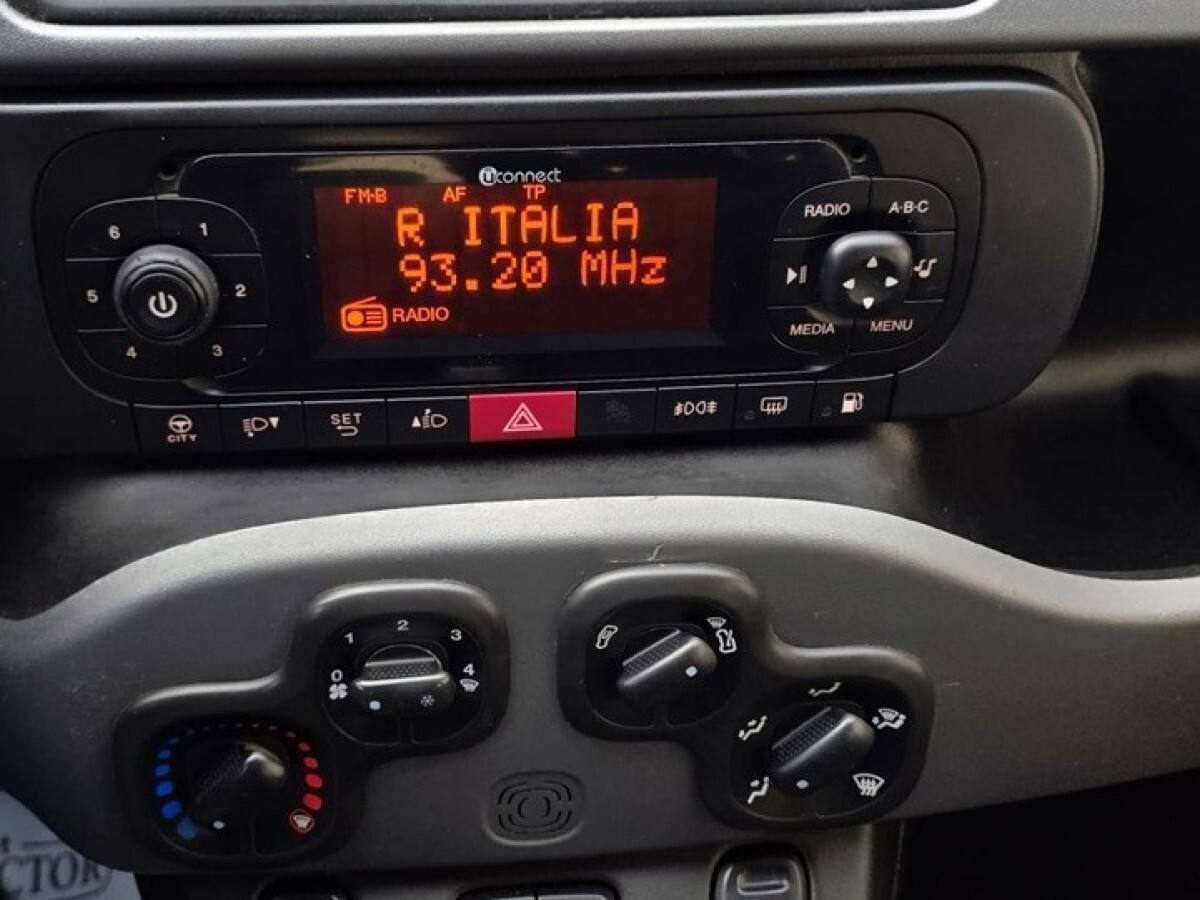 uconnect
FM-B AF TP
R ITALIA
93.20 MHz
RADIO
6 1
5 2
4 3
RADIO A·B·C
MEDIA MENU
CITY SET
0 1 2 3 4
CTOR